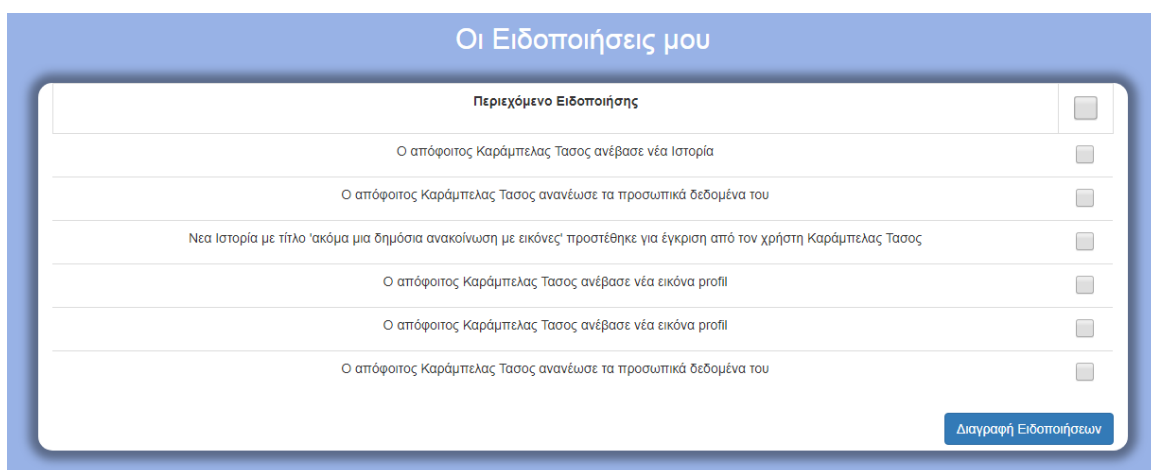 Οι Ειδοποιήσεις μου
Περιεχόμενο Ειδοποιήσης
Ο απόφοιτος Καράμπελας Τασος ανέβασε νέα Ιστορία
Ο απόφοιτος Καράμπελας Τασος ανανέωσε τα προσωπικά δεδομένα του
Νεα Ιστορία με τίτλο 'ακόμα μια δημόσια ανακοίνωση με εικόνες' προστέθηκε για έγκριση από τον χρήστη Καράμπελας Τασος
Ο απόφοιτος Καράμπελας Τασος ανέβασε νέα εικόνα profil
Ο απόφοιτος Καράμπελας Τασος ανέβασε νέα εικόνα profil
Ο απόφοιτος Καράμπελας Τασος ανανέωσε τα προσωπικά δεδομένα του
Διαγραφή Ειδοποιήσεων